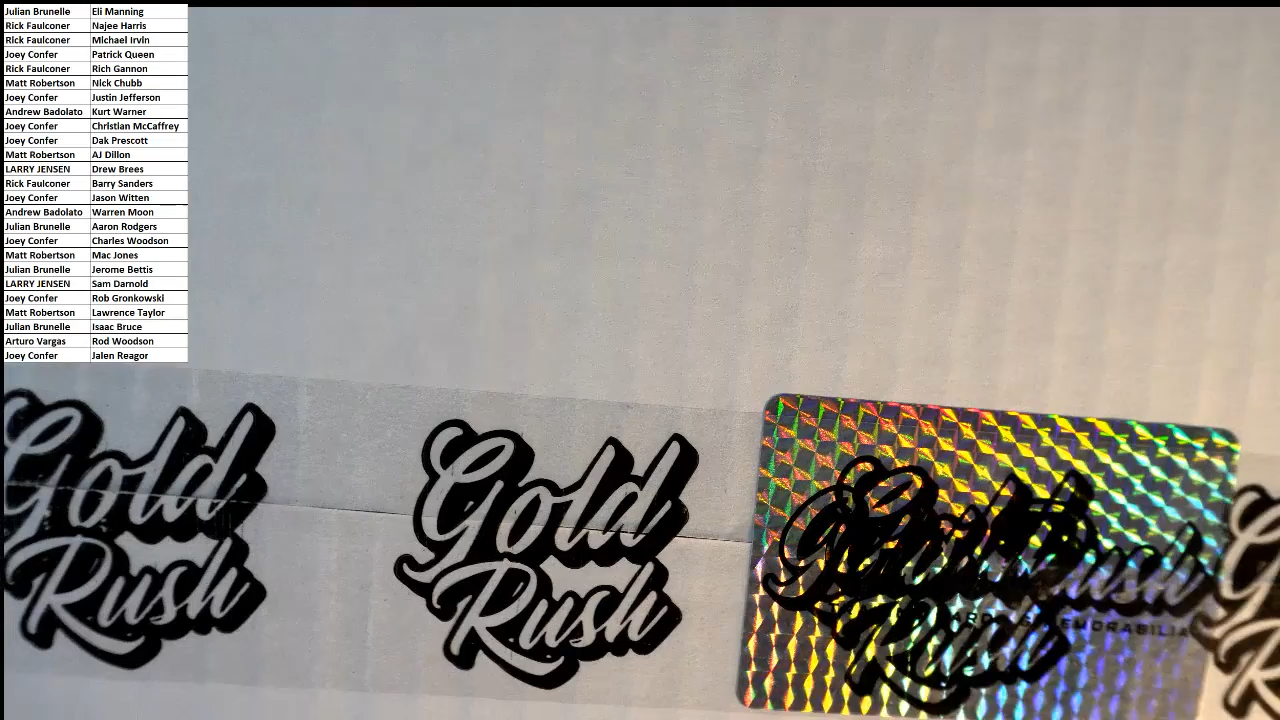 Julian Brunelle Eli Manning
Rick Faulconer Najee Harris
Rick Faulconer Michael Irvin
Joey Confer Patrick Queen
Rick Faulconer Rich Gannon
Matt Robertson Nick Chubb
Joey Confer Justin Jefferson
Andrew Badolato Kurt Warner
Joey Confer Christian McCaffrey
Joey Confer Dak Prescott
Matt Robertson AJ Dillon
LARRY JENSEN Drew Brees
Rick Faulconer Barry Sanders
Joey Confer Jason Witten
Andrew Badolato Warren Moon
Julian Brunelle Aaron Rodgers
Joey Confer Charles Woodson
Matt Robertson Mac Jones
Julian Brunelle Jerome Bettis
LARRY JENSEN Sam Darnold
Joey Confer Rob Gronkowski
Matt Robertson Lawrence Taylor
Julian Brunelle Isaac Bruce
Arturo Vargas Rod Woodson
Joey Confer Jalen Reagor
Gold
Rush
Gold
Rush
Rush
MEMORABILIA
Rush